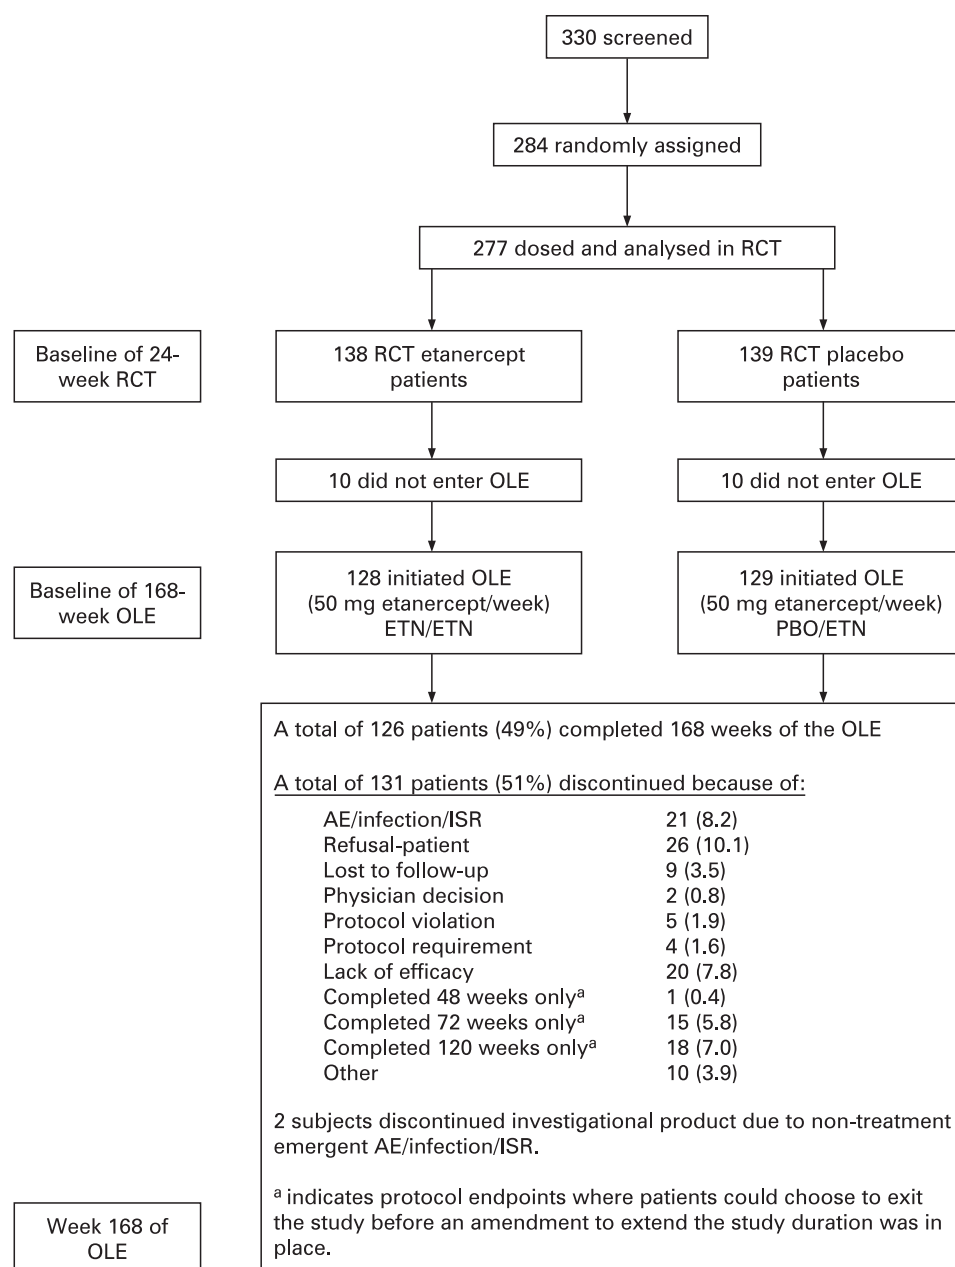 330 screened
284 randomly assigned
277 dosed and analysed in RCT
Baseline of 24-
week RCT
138 RCT etanercept
patients
139 RCT placebo
patients
10 did not enter OLE
10 did not enter OLE
Baseline of 168-
week OLE
128 initiated OLE
(50 mg etanercept/week)
ETN/ETN
129 initiated OLE
(50 mg etanercept/week)
PBO/ETN
A total of 126 patients (49%) completed 168 weeks of the OLE
A total of 131 patients (51%) discontinued because of:
AE/infection/ISR 21 (8.2)
Refusal-patient 26 (10.1)
Lost to follow-up 9 (3.5)
Physician decision 2 (0.8)
Protocol violation 5 (1.9)
Protocol requirement 4 (1.6)
Lack of efficacy 20 (7.8)
Completed 48 weeks onlyᵃ 1 (0.4)
Completed 72 weeks onlyᵃ 15 (5.8)
Completed 120 weeks onlyᵃ 18 (7.0)
Other 10 (3.9)
2 subjects discontinued investigational product due to non-treatment
emergent AE/infection/ISR.
ᵃ indicates protocol endpoints where patients could choose to exit
the study before an amendment to extend the study duration was in
place.
Week 168 of
OLE